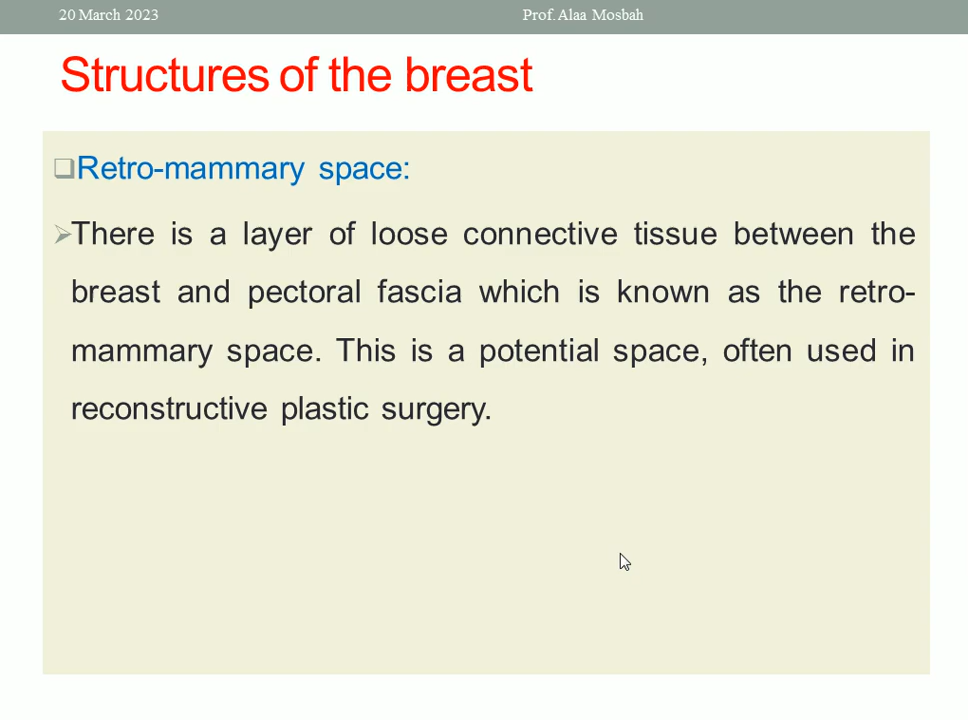 20 March 2023 Prof. Alaa Mosbah
Structures of the breast
Retro-mammary space:
There is a layer of loose connective tissue between the
breast and pectoral fascia which is known as the retro-
mammary space. This is a potential space, often used in
reconstructive plastic surgery.